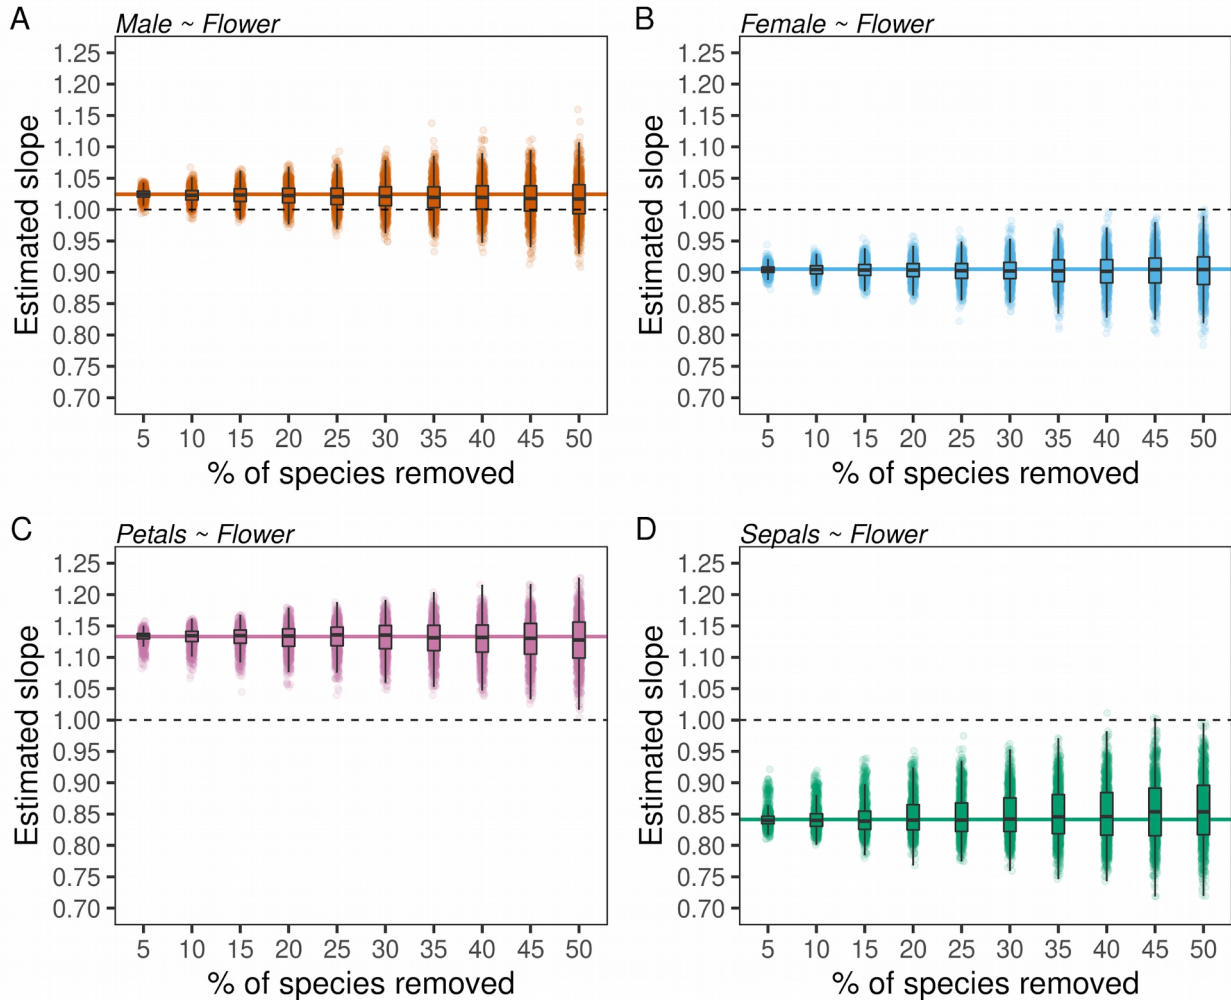 A
Male ~ Flower
Estimated slope
1.25
1.20
1.15
1.10
1.05
1.00
0.95
0.90
0.85
0.80
0.75
0.70
5 10 15 20 25 30 35 40 45 50
% of species removed
B
Female ~ Flower
Estimated slope
1.25
1.20
1.15
1.10
1.05
1.00
0.95
0.90
0.85
0.80
0.75
0.70
5 10 15 20 25 30 35 40 45 50
% of species removed
C
Petals ~ Flower
Estimated slope
1.25
1.20
1.15
1.10
1.05
1.00
0.95
0.90
0.85
0.80
0.75
0.70
5 10 15 20 25 30 35 40 45 50
% of species removed
D
Sepals ~ Flower
Estimated slope
1.25
1.20
1.15
1.10
1.05
1.00
0.95
0.90
0.85
0.80
0.75
0.70
5 10 15 20 25 30 35 40 45 50
% of species removed